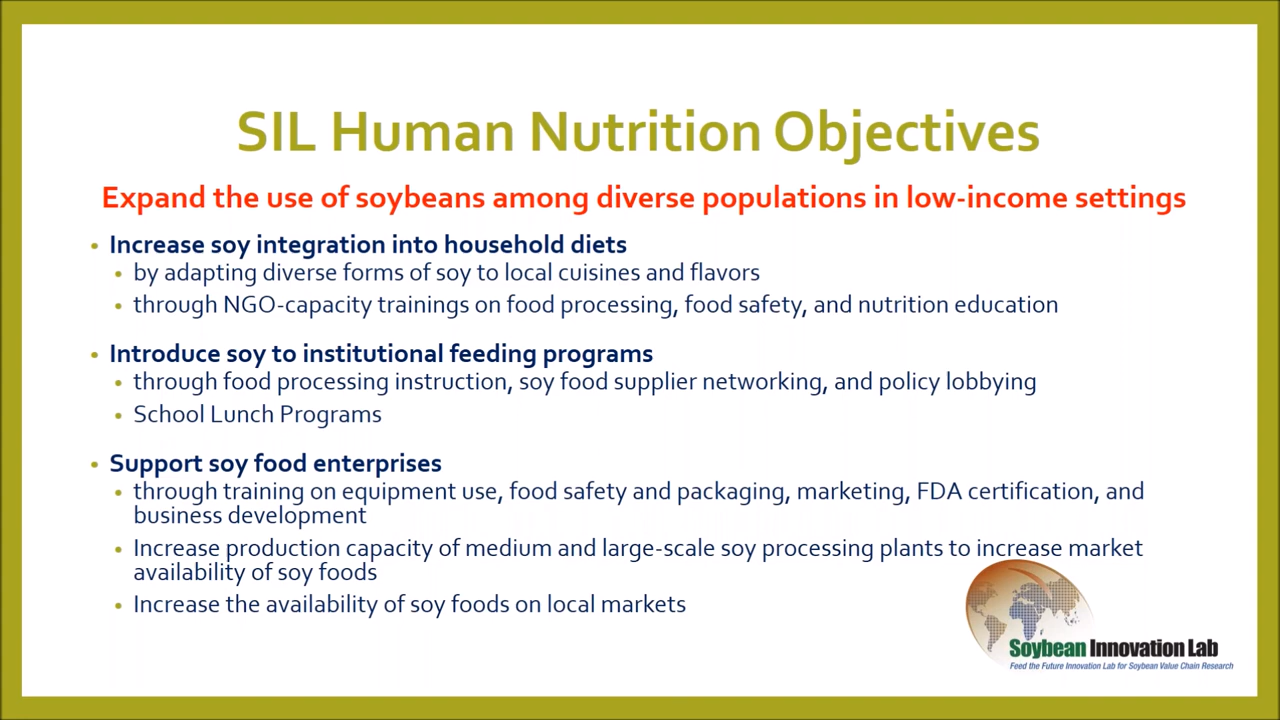 SIL Human Nutrition Objectives
Expand the use of soybeans among diverse populations in low-income settings
• Increase soy integration into household diets
• by adapting diverse forms of soy to local cuisines and flavors
• through NGO-capacity trainings on food processing, food safety, and nutrition education
• Introduce soy to institutional feeding programs
• through food processing instruction, soy food supplier networking, and policy lobbying
• School Lunch Programs
• Support soy food enterprises
• through training on equipment use, food safety and packaging, marketing, FDA certification, and
business development
• Increase production capacity of medium and large-scale soy processing plants to increase market
availability of soy foods
• Increase the availability of soy foods on local markets
Soybean Innovation Lab
Feed the Future Innovation Lab for Soybean Value Chain Research